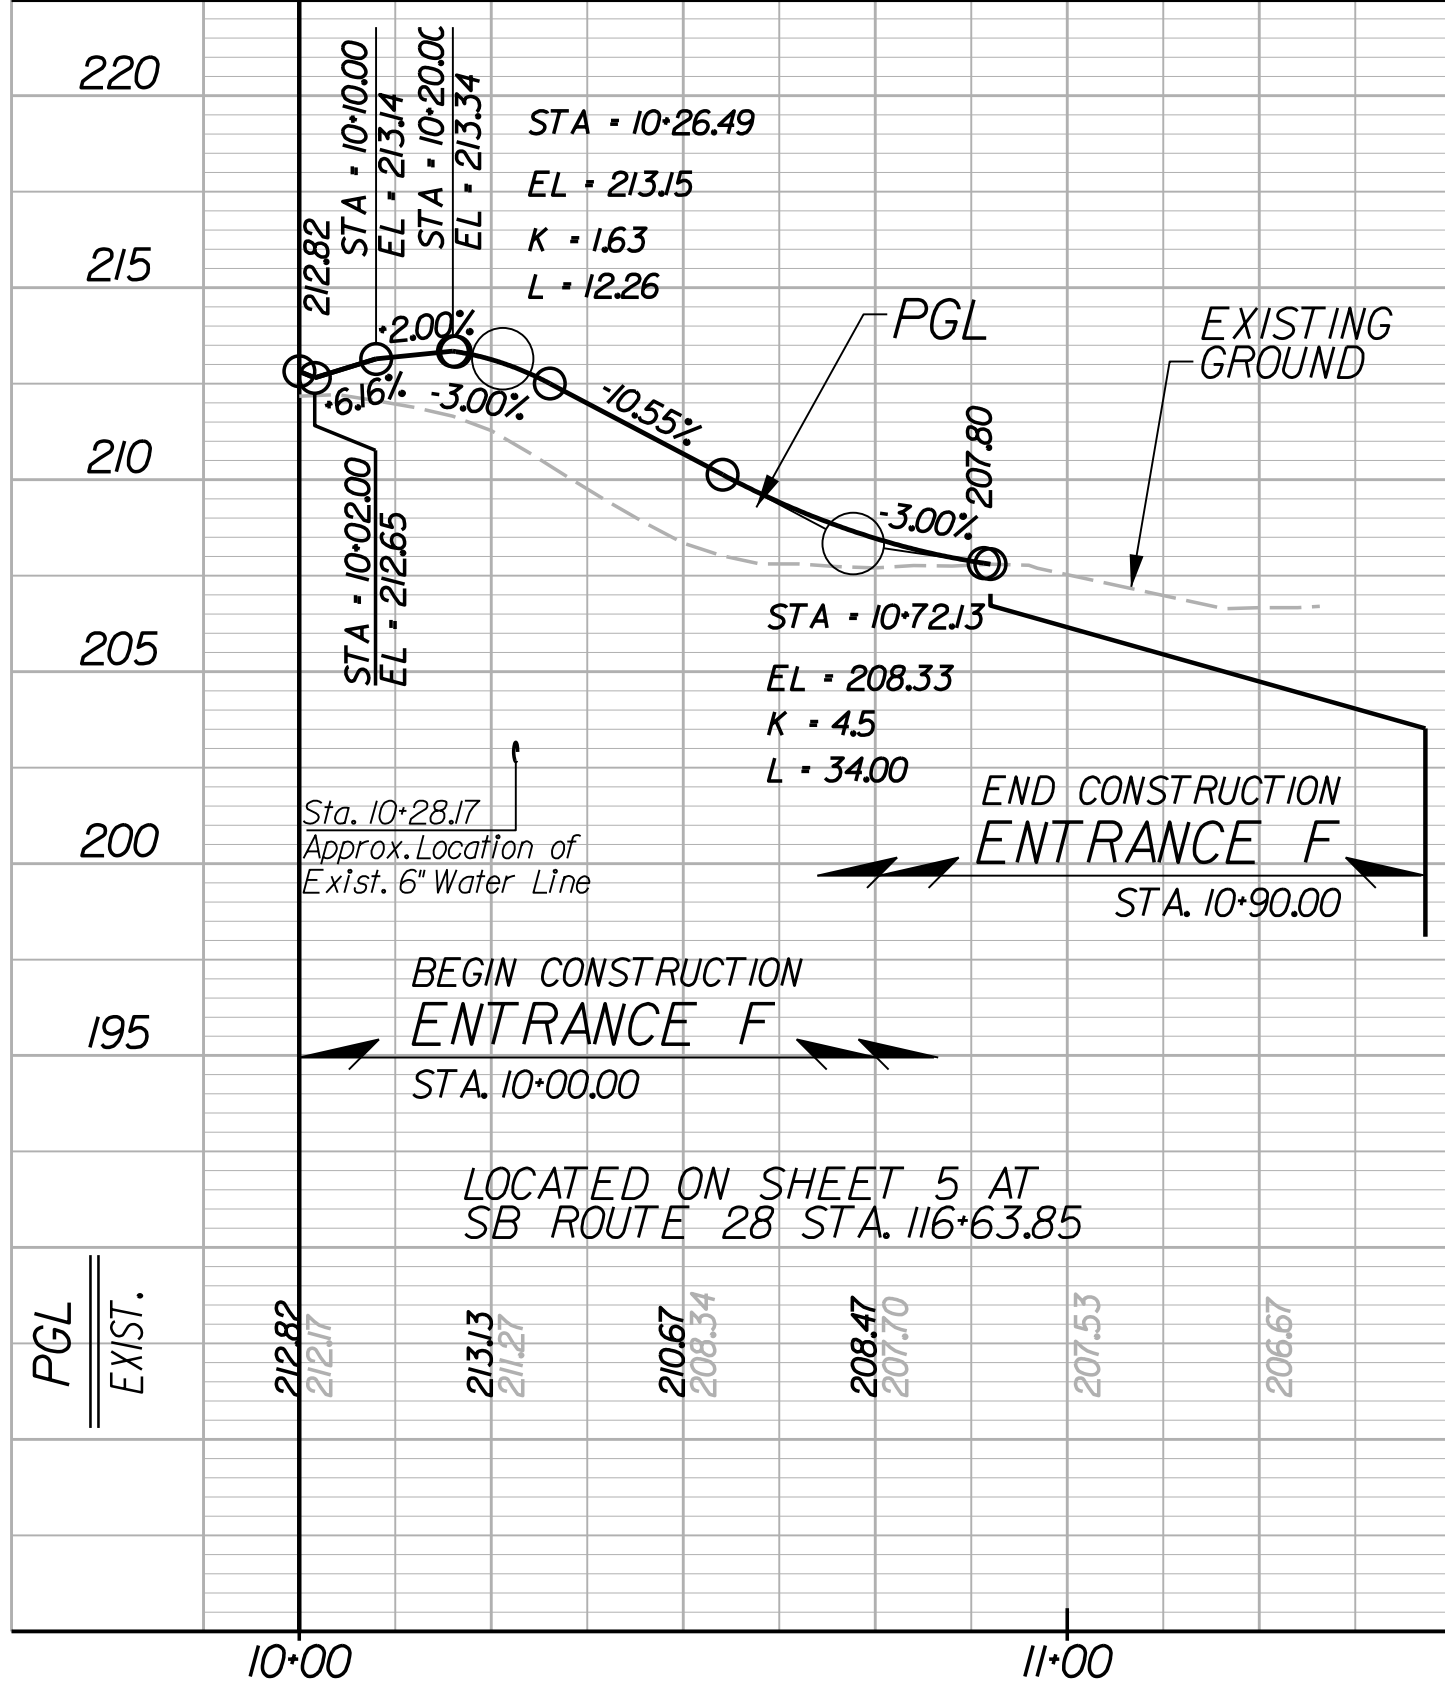 220
215
210
205
200
195
STA = 10+10.00
EL = 213.14
STA = 10+20.00
EL = 213.34
212.82
STA = 10+26.49
EL = 213.15
K = 1.63
L = 12.26
+2.00%
+6.16%
-3.00%
-10.55%
PGL
EXISTING
GROUND
207.80
-3.00%
STA = 10+02.00
EL = 212.65
STA = 10+72.13
EL = 208.33
K = 4.5
L = 34.00
Sta. 10+28.17
Approx. Location of
Exist. 6" Water Line
END CONSTRUCTION
ENTRANCE F
STA. 10+90.00
BEGIN CONSTRUCTION
ENTRANCE F
STA. 10+00.00
LOCATED ON SHEET 5 AT
SB ROUTE 28 STA. 116+63.85
PGL
EXIST.
212.82
212.17
213.13
211.27
210.67
208.34
208.47
207.70
207.53
206.67
10+00
11+00